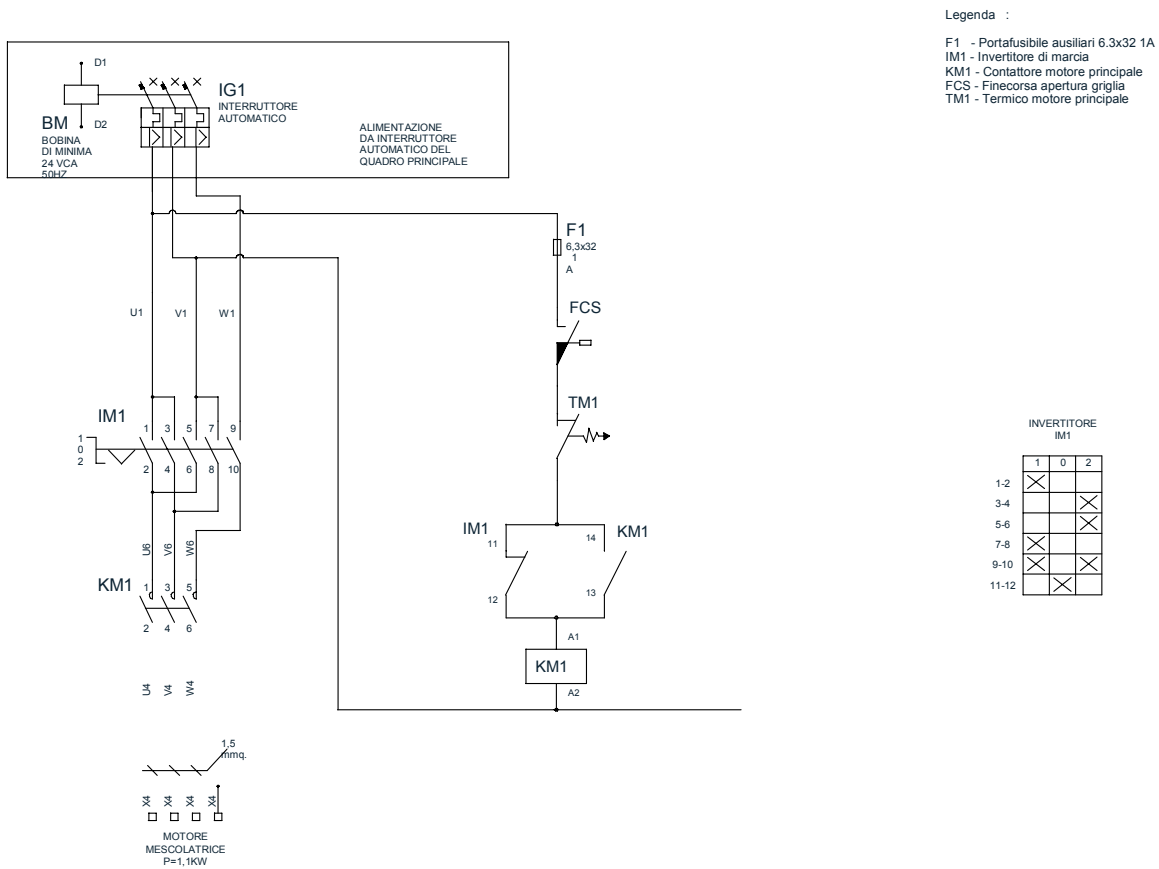 Legenda :
F1 - Portafusibile ausiliari 6.3x32 1A
IM1 - Invertitore di marcia
KM1 - Contattore motore principale
FCS - Finecorsa apertura griglia
TM1 - Termico motore principale
D1
IG1
INTERRUTTORE
AUTOMATICO
BM
D2
BOBINA
DI MINIMA
24 VCA
50HZ
ALIMENTAZIONE
DA INTERRUTTORE
AUTOMATICO DEL
QUADRO PRINCIPALE
F1
6,3x32
1
A
FCS
U1 V1 W1
TM1
IM1
1 3 5 7 9
1
0
2
2 4 6 8 10
INVERTITORE
IM1
1 0 2
1-2
3-4
5-6
7-8
9-10
11-12
IM1
11
14
KM1
12
13
U6 V6 W6
KM1
1 3 5
2 4 6
A1
KM1
A2
U4 V4 W4
1,5
mmq.
X4 X4 X4 X4
MOTORE
MESCOLATRICE
P=1,1KW